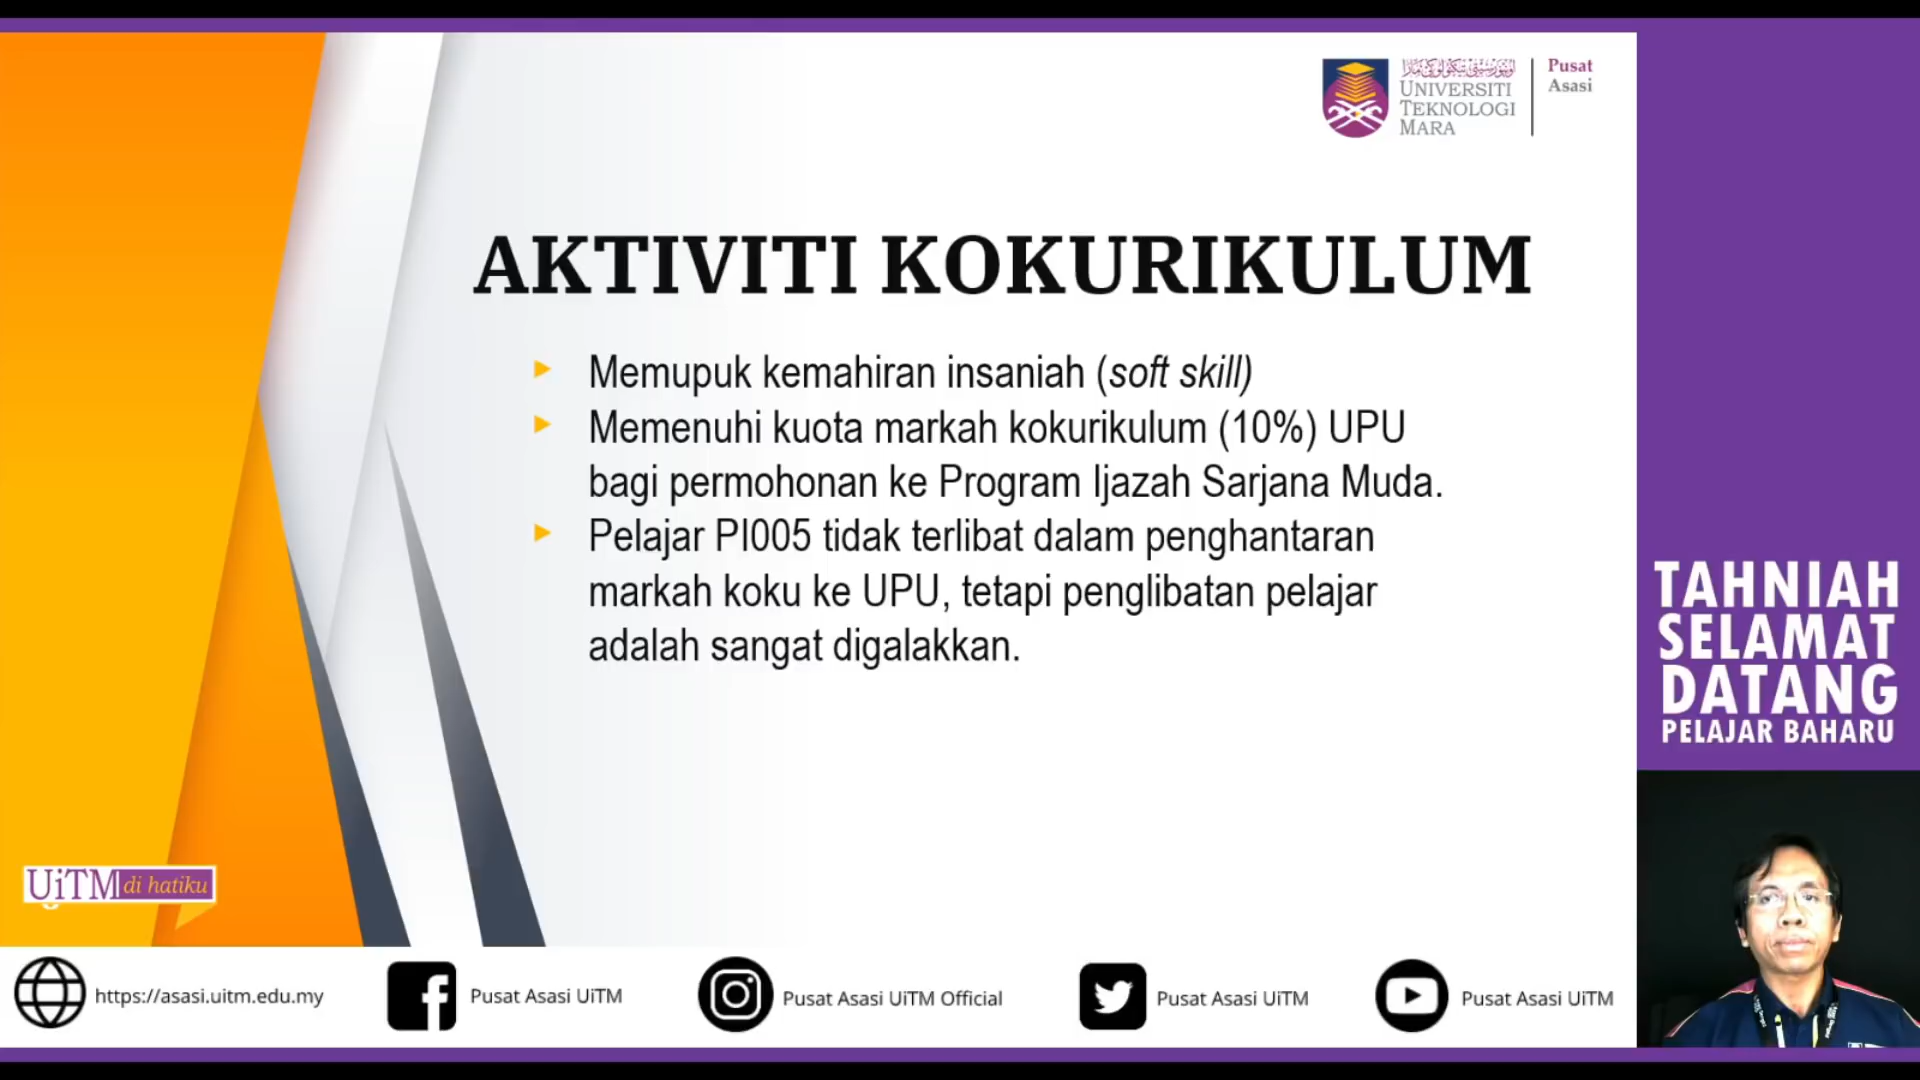 UNIVERSITI
TEKNOLOGI
MARA
Pusat
Asasi
AKTIVITI KOKURIKULUM
Memupuk kemahiran insaniah (soft skill)
Memenuhi kuota markah kokurikulum (10%) UPU
bagi permohonan ke Program Ijazah Sarjana Muda.
Pelajar PI005 tidak terlibat dalam penghantaran
markah koku ke UPU, tetapi penglibatan pelajar
adalah sangat digalakkan.
TAHNIAH
SELAMAT
DATANG
PELAJAR BAHARU
UiTM di hatiku
https://asasi.uitm.edu.my
Pusat Asasi UiTM
Pusat Asasi UiTM Official
Pusat Asasi UiTM
Pusat Asasi UiTM